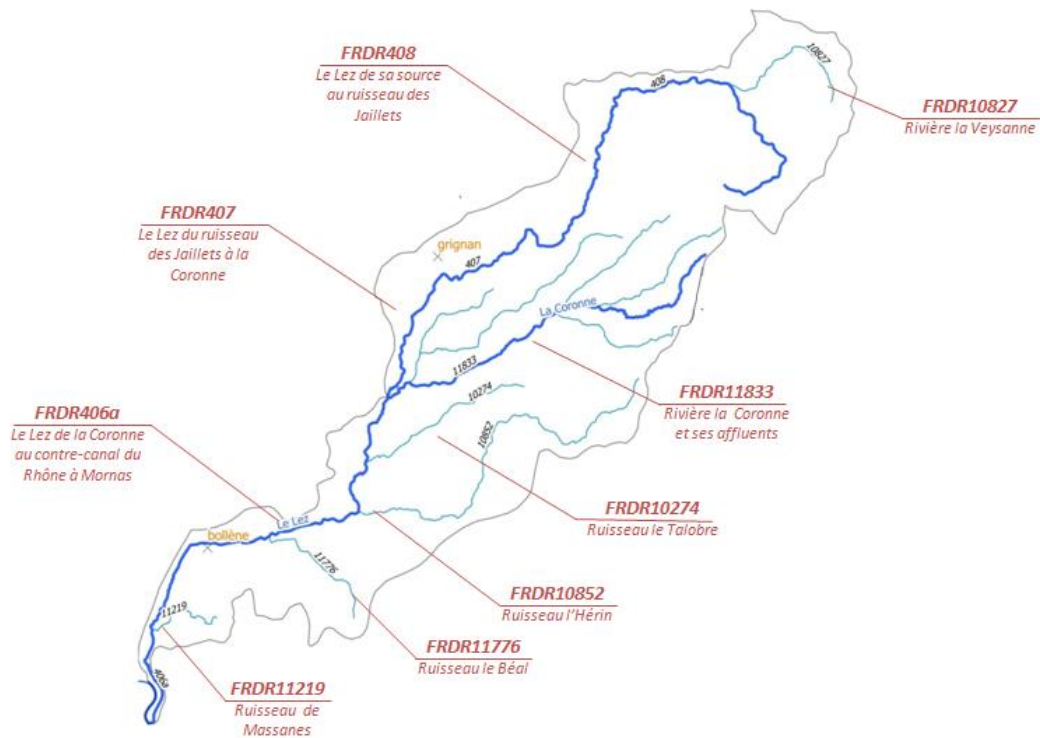 FRDR408
Le Lez de sa source
au ruisseau des
Jaillets
408
10827
FRDR10827
Rivière la Veysanne
FRDR407
Le Lez du ruisseau
des Jaillets à la
Coronne
grignan
407
La Coronne
11833
FRDR11833
Rivière la Coronne
et ses affluents
10274
10852
FRDR406a
Le Lez de la Coronne
au contre-canal du
Rhône à Mornas
FRDR10274
Ruisseau le Talobre
Le Lez
bollène
11776
FRDR10852
Ruisseau l'Hérin
11219
FRDR11776
Ruisseau le Béal
406a
FRDR11219
Ruisseau de
Massanes